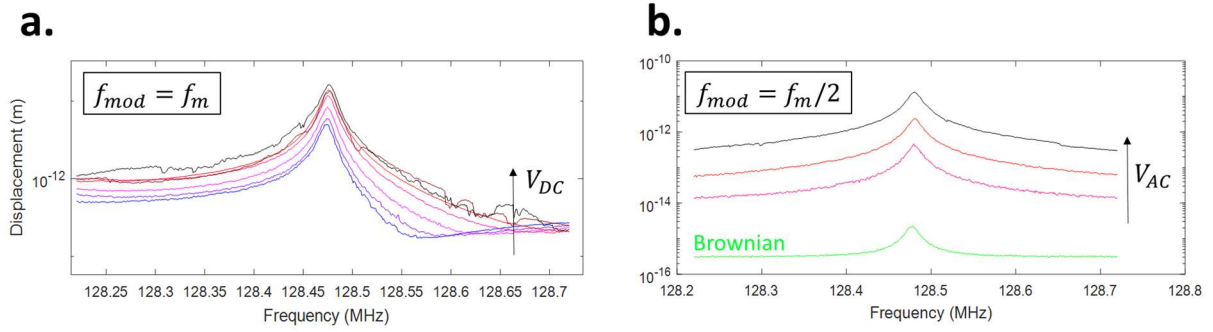 a.
f_mod = f_m
Displacement (m)
10^-12
V_DC
128.25 128.3 128.35 128.4 128.45 128.5 128.55 128.6 128.65 128.7
Frequency (MHz)
b.
f_mod = f_m/2
10^-10
10^-12
10^-14
10^-16
V_AC
Brownian
128.2 128.3 128.4 128.5 128.6 128.7 128.8
Frequency (MHz)